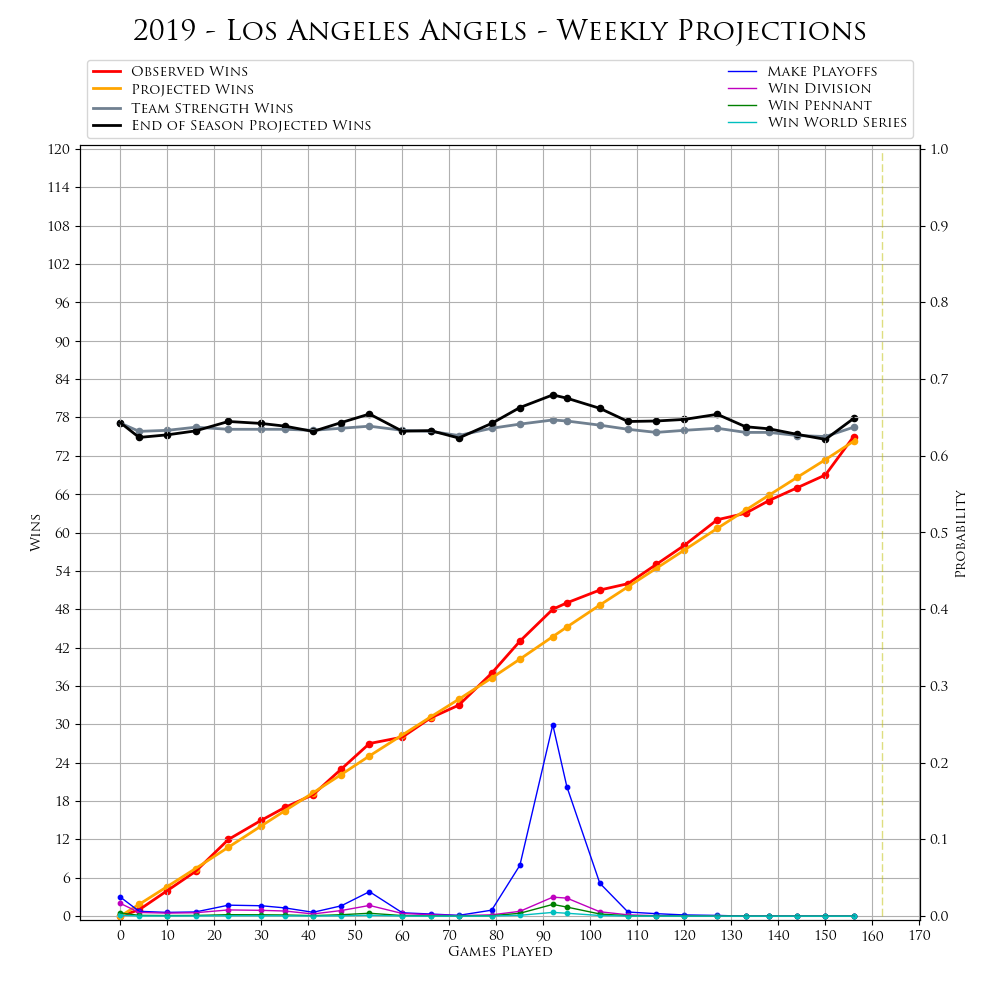 2019 - Los Angeles Angels - Weekly Projections
Observed Wins
Projected Wins
Team Strength Wins
End of Season Projected Wins
Make Playoffs
Win Division
Win Pennant
Win World Series
120
114
108
102
96
90
84
78
72
66
60
54
48
42
36
30
24
18
12
6
0
Wins
1.0
0.9
0.8
0.7
0.6
0.5
0.4
0.3
0.2
0.1
0.0
Probability
0 10 20 30 40 50 60 70 80 90 100 110 120 130 140 150 160 170
Games Played